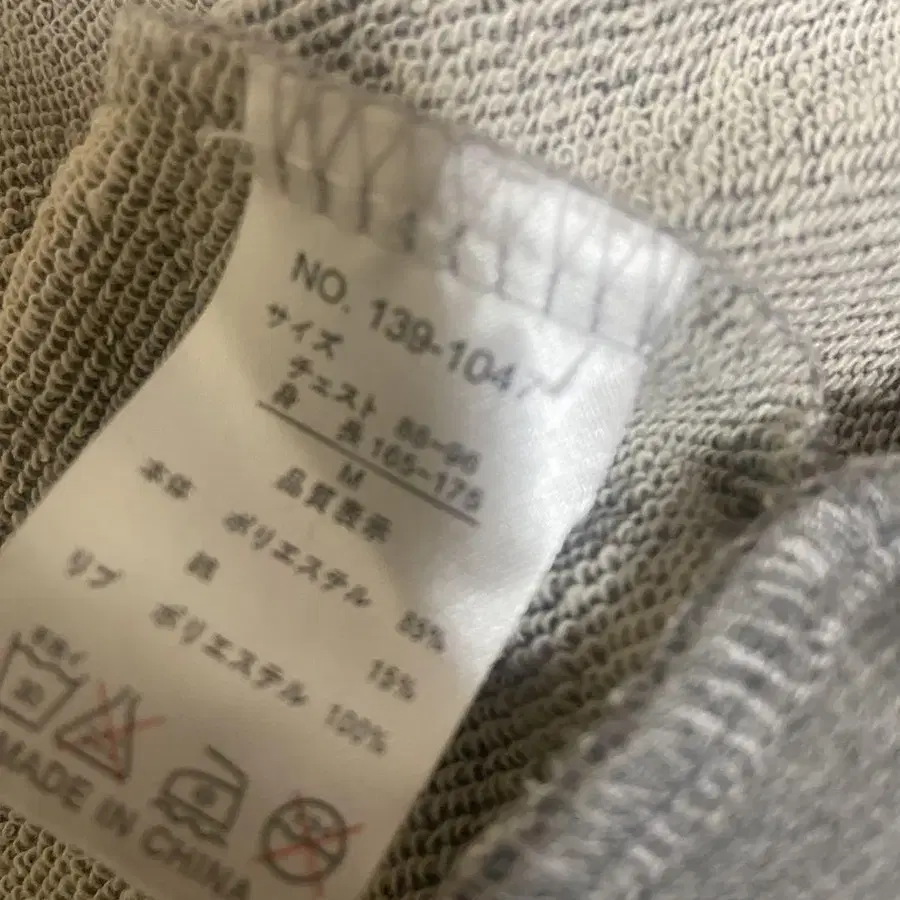 NO. 139-1047
サイズ
チェスト 88-96
身 長 165-175
M
品質表示
本体 ポリエステル 85%
綿 15%
リブ ポリエステル 100%
MADE IN CHINA